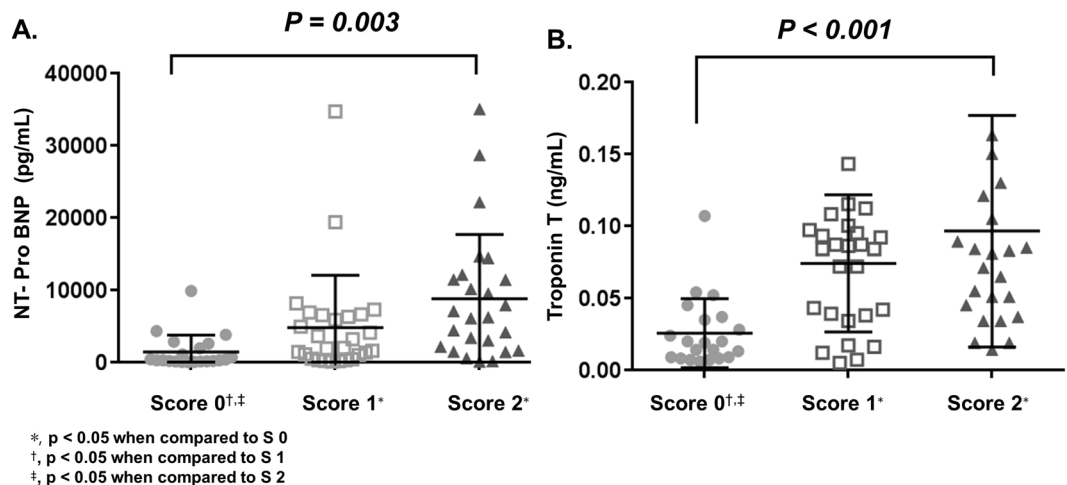 A.
P = 0.003
NT- Pro BNP (pg/mL)
40000
30000
20000
10000
0
Score 0†,‡
Score 1*
Score 2*
B.
P < 0.001
Troponin T (ng/mL)
0.20
0.15
0.10
0.05
0.00
Score 0†,‡
Score 1*
Score 2*
*, p < 0.05 when compared to S 0
†, p < 0.05 when compared to S 1
‡, p < 0.05 when compared to S 2